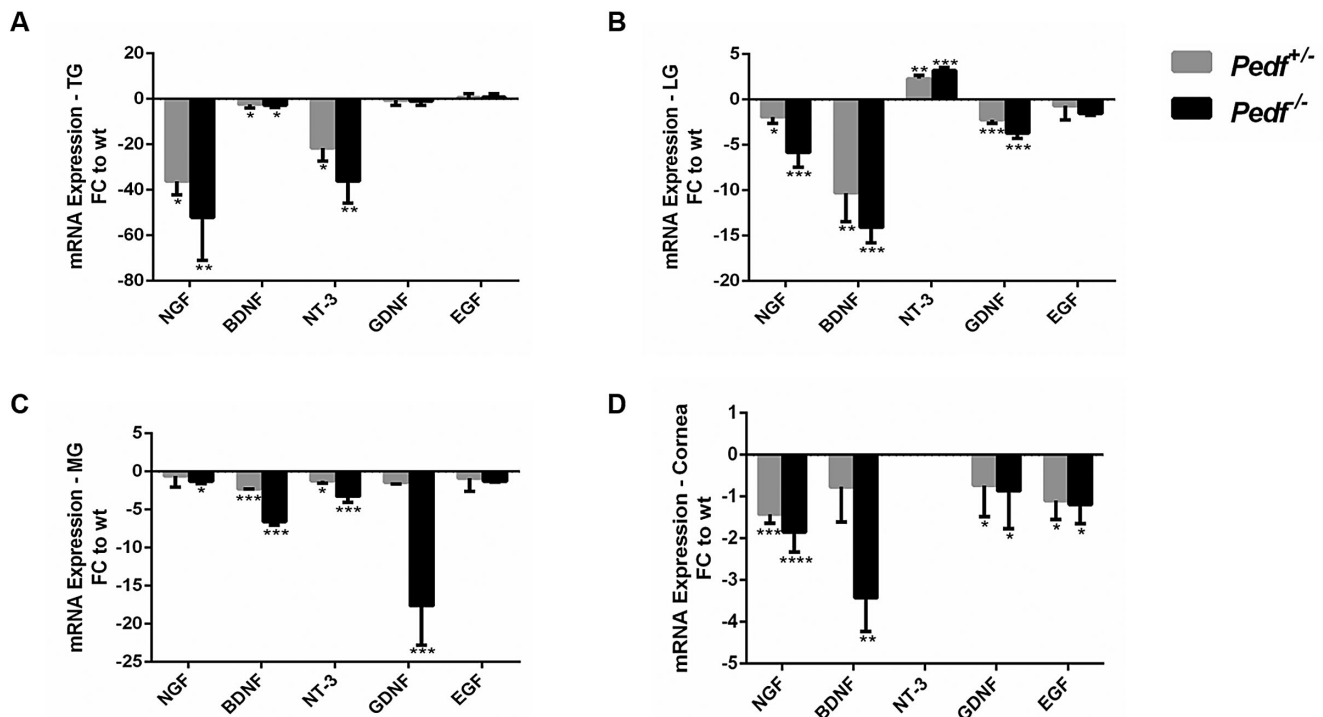 A
mRNA Expression - TG
FC to wt
20
0
-20
-40
-60
-80
*
**
*
*
*
**
NGF
BDNF
NT-3
GDNF
EGF
B
mRNA Expression - LG
FC to wt
5
0
-5
-10
-15
-20
*
***
**
***
**
***
***
***
NGF
BDNF
NT-3
GDNF
EGF
Pedf+/-
Pedf-/-
C
mRNA Expression - MG
FC to wt
5
0
-5
-10
-15
-20
-25
*
***
***
*
***
***
NGF
BDNF
NT-3
GDNF
EGF
D
mRNA Expression - Cornea
FC to wt
1
0
-1
-2
-3
-4
-5
***
****
**
*
*
*
*
NGF
BDNF
NT-3
GDNF
EGF